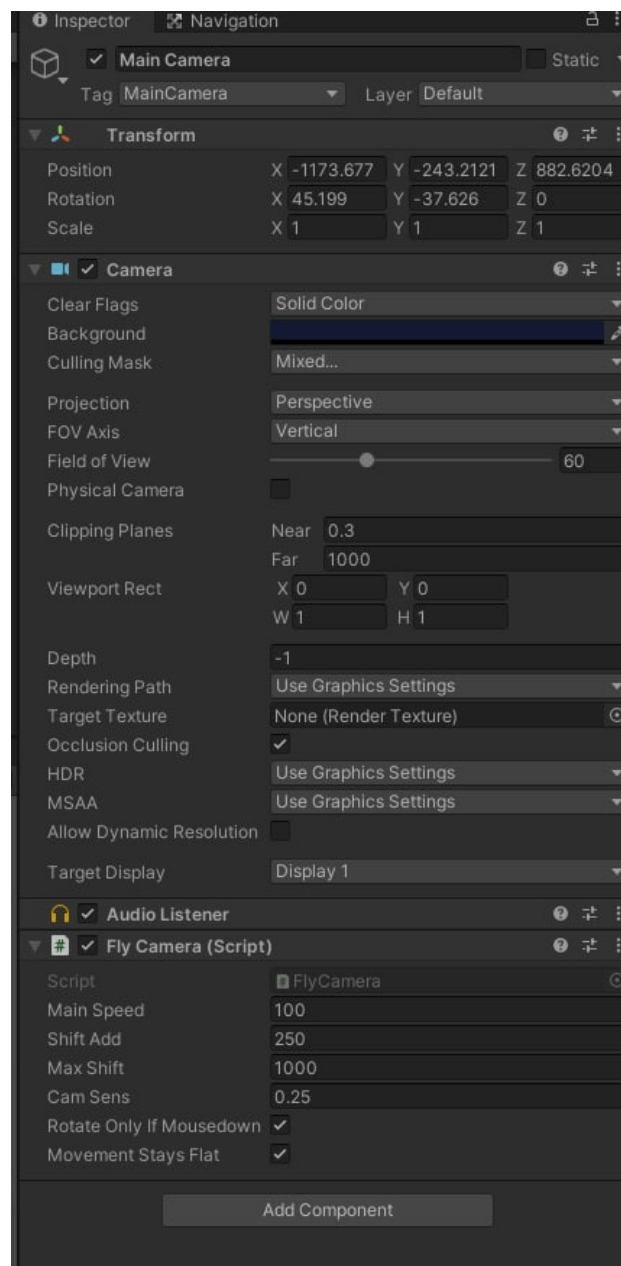 Inspector Navigation
Main Camera Static
Tag MainCamera Layer Default
Transform
Position X -1173.677 Y -243.2121 Z 882.6204
Rotation X 45.199 Y -37.626 Z 0
Scale X 1 Y 1 Z 1
Camera
Clear Flags Solid Color
Background
Culling Mask Mixed...
Projection Perspective
FOV Axis Vertical
Field of View 60
Physical Camera
Clipping Planes Near 0.3
Far 1000
Viewport Rect X 0 Y 0
W 1 H 1
Depth -1
Rendering Path Use Graphics Settings
Target Texture None (Render Texture)
Occlusion Culling
HDR Use Graphics Settings
MSAA Use Graphics Settings
Allow Dynamic Resolution
Target Display Display 1
Audio Listener
# Fly Camera (Script)
Script FlyCamera
Main Speed 100
Shift Add 250
Max Shift 1000
Cam Sens 0.25
Rotate Only If Mousedown
Movement Stays Flat
Add Component